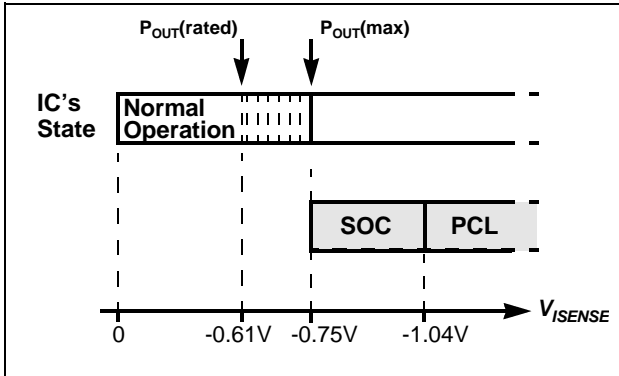 P_OUT(rated) P_OUT(max)
IC's
State
Normal
Operation
SOC PCL
V_ISENSE
0 -0.61V -0.75V -1.04V